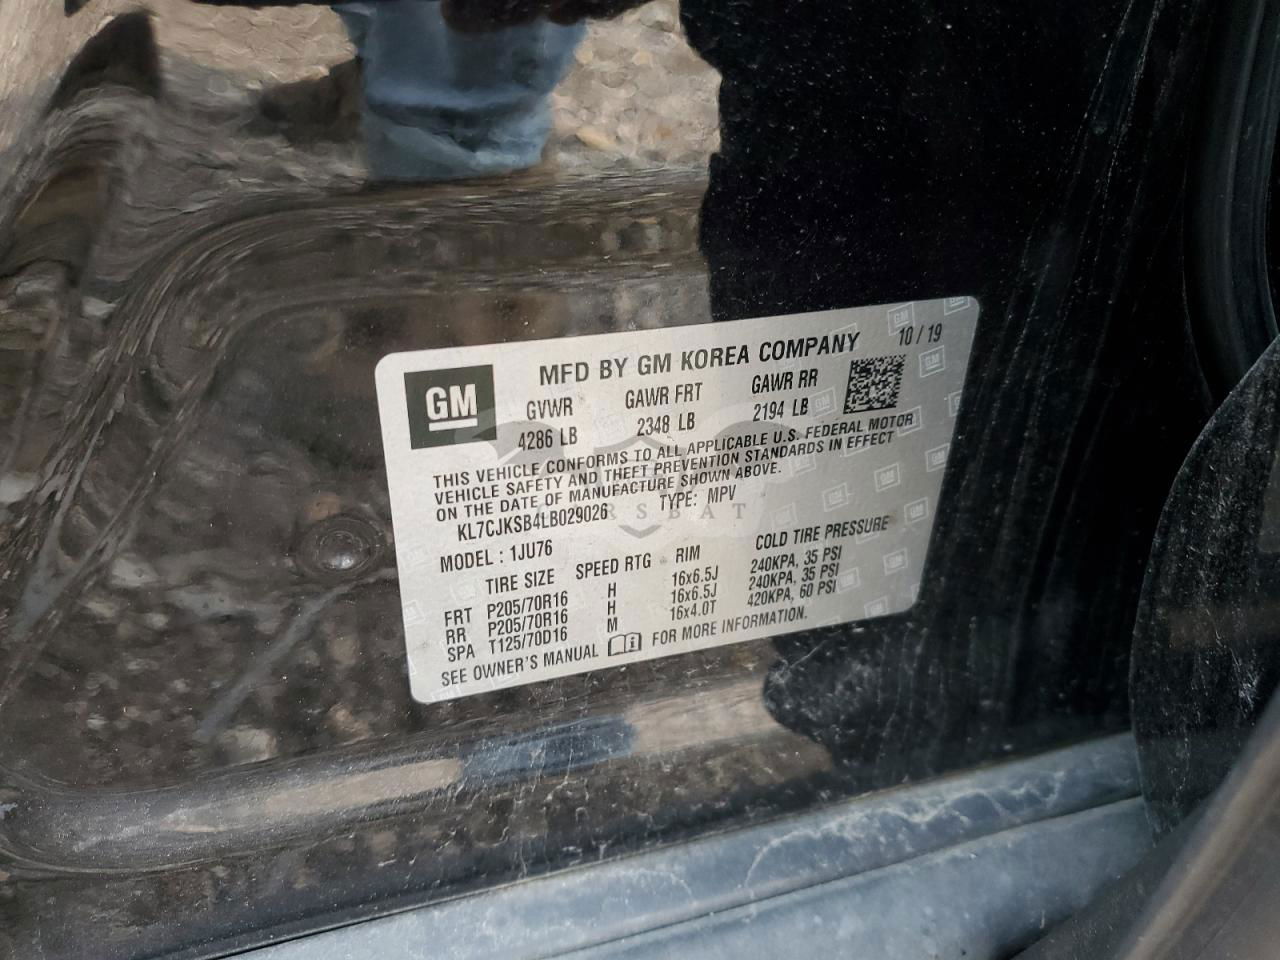 GM
MFD BY GM KOREA COMPANY 10/19
GVWR GAWR FRT GAWR RR
4286 LB 2348 LB 2194 LB
THIS VEHICLE CONFORMS TO ALL APPLICABLE U.S. FEDERAL MOTOR
VEHICLE SAFETY AND THEFT PREVENTION STANDARDS IN EFFECT
ON THE DATE OF MANUFACTURE SHOWN ABOVE.
KL7CJKSB4LB029026 TYPE: MPV
MODEL : 1JU76
TIRE SIZE SPEED RTG RIM COLD TIRE PRESSURE
FRT P205/70R16 H 16x6.5J 240KPA, 35 PSI
RR P205/70R16 H 16x6.5J 240KPA, 35 PSI
SPA T125/70D16 M 16x4.0T 420KPA, 60 PSI
SEE OWNER'S MANUAL FOR MORE INFORMATION.